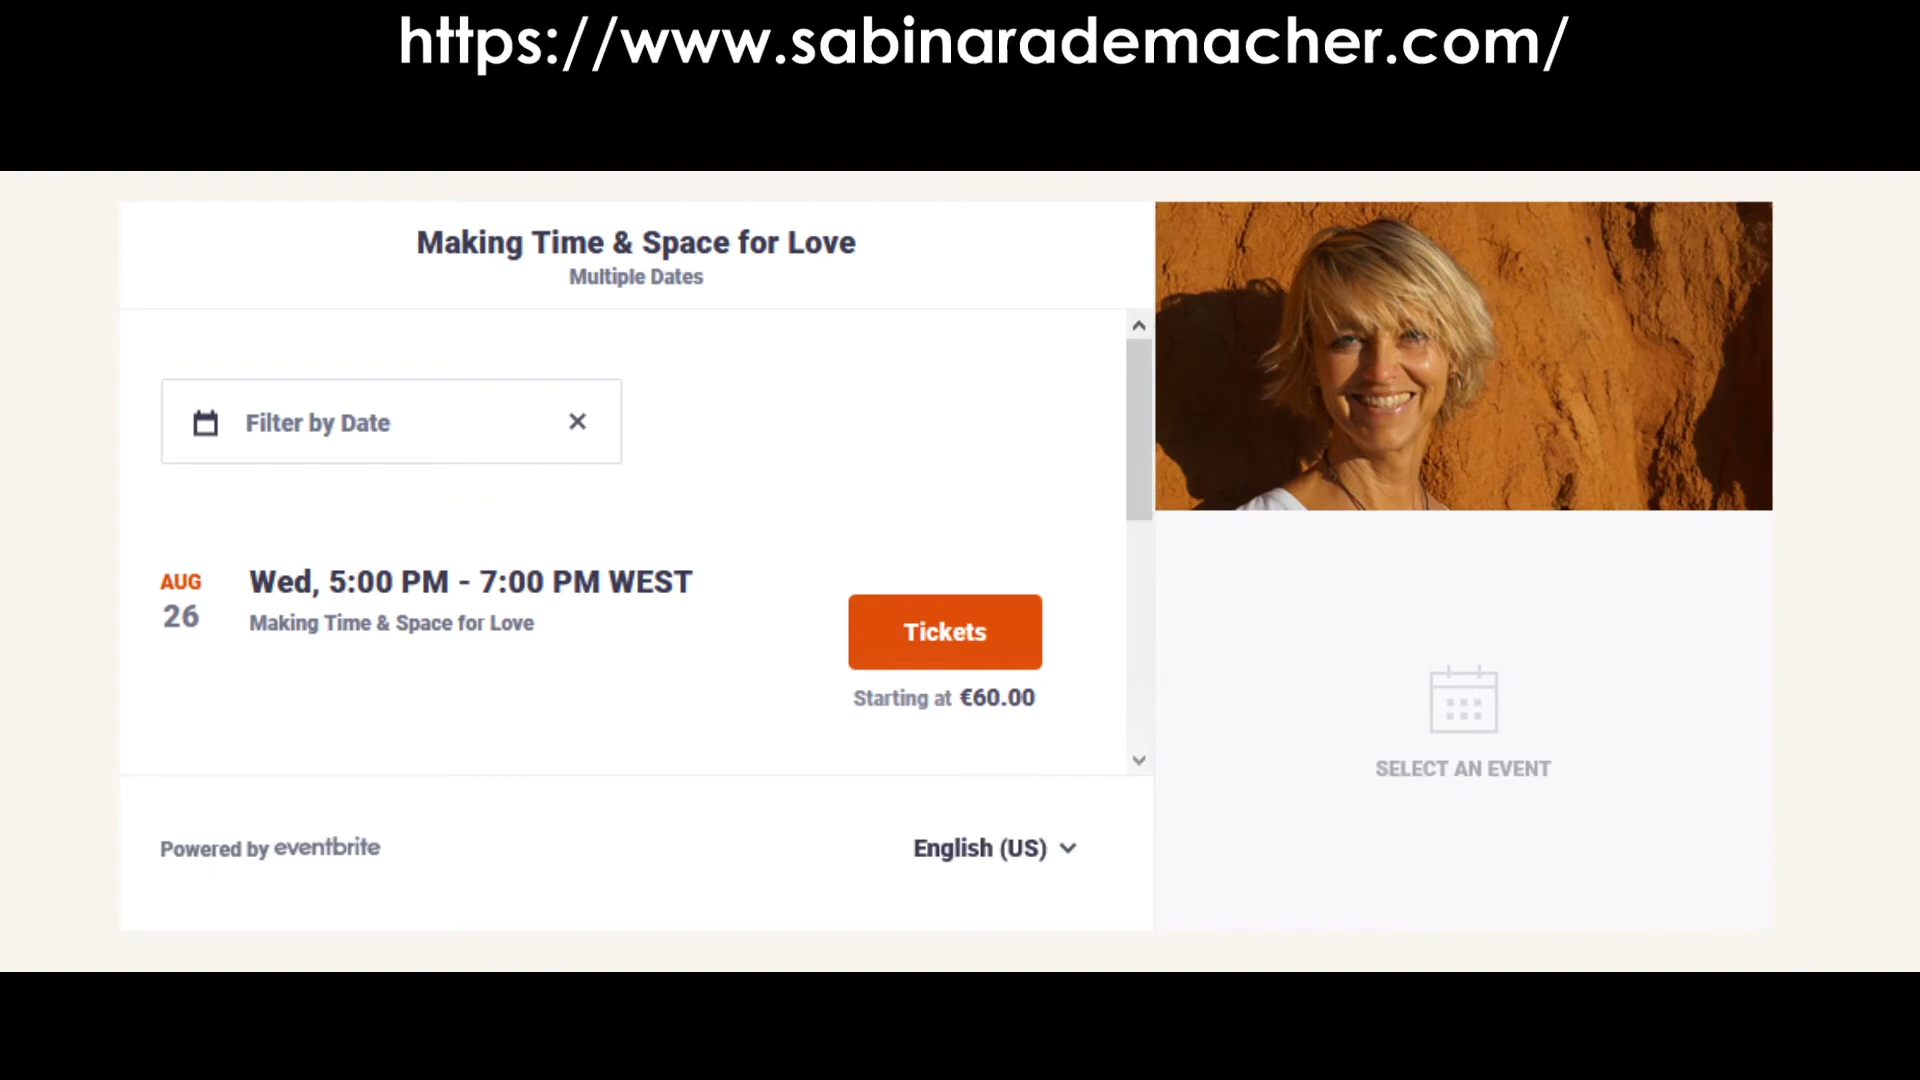 https://www.sabinarademacher.com/
Making Time & Space for Love
Multiple Dates
Filter by Date
AUG
26
Wed, 5:00 PM - 7:00 PM WEST
Making Time & Space for Love
Tickets
Starting at €60.00
SELECT AN EVENT
Powered by eventbrite
English (US)